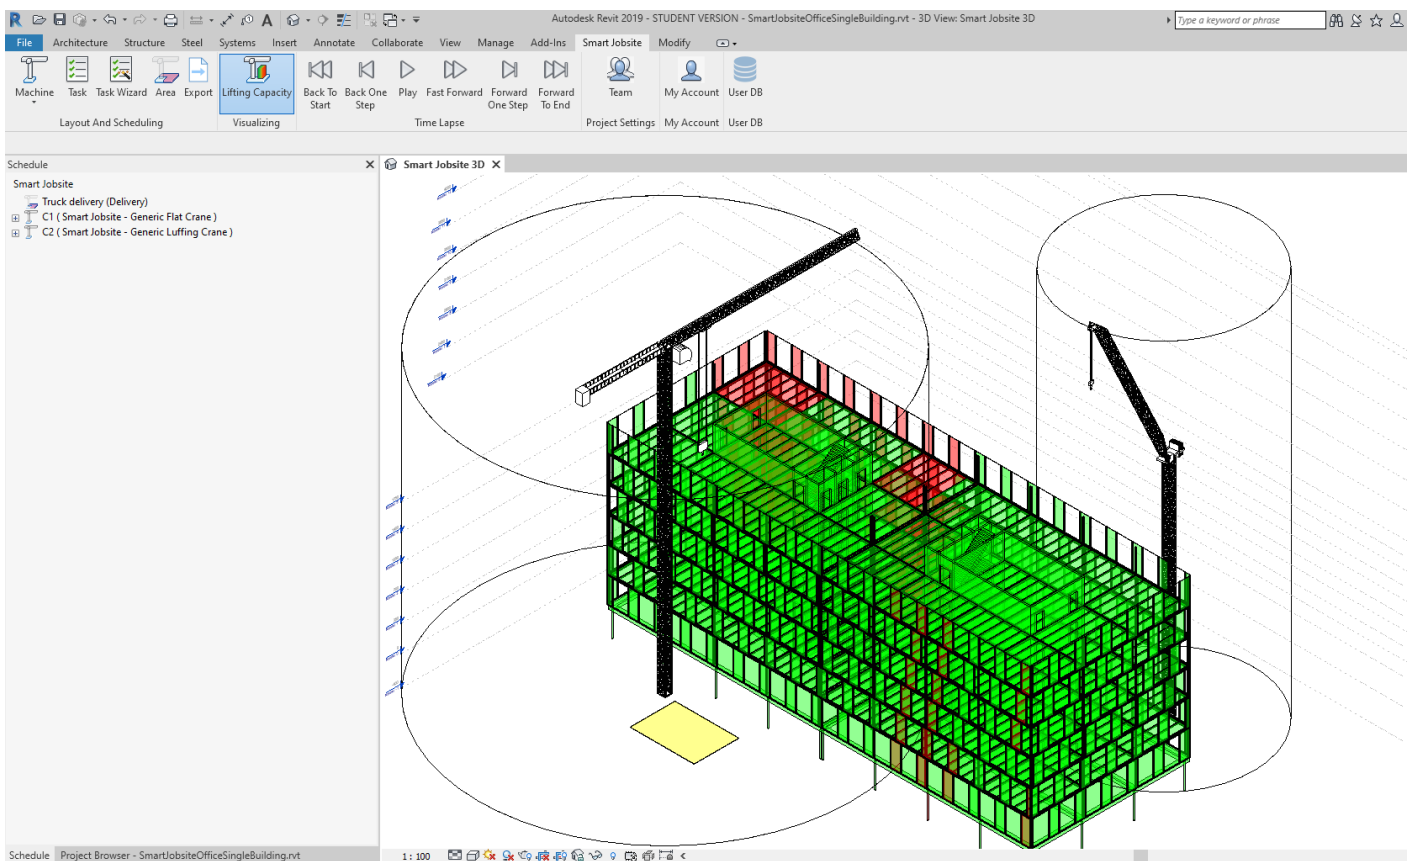 Autodesk Revit 2019 - STUDENT VERSION - SmartJobsiteOfficeSingleBuilding.rvt - 3D View: Smart Jobsite 3D
Type a keyword or phrase
File Architecture Structure Steel Systems Insert Annotate Collaborate View Manage Add-Ins Smart Jobsite Modify
Machine Task Task Wizard Area Export Lifting Capacity Back To Start Back One Step Play Fast Forward Forward One Step Forward To End Team My Account User DB
Layout And Scheduling Visualizing Time Lapse Project Settings My Account User DB
Schedule X Smart Jobsite 3D X
Smart Jobsite
Truck delivery (Delivery)
C1 ( Smart Jobsite - Generic Flat Crane )
C2 ( Smart Jobsite - Generic Luffing Crane )
Schedule Project Browser - SmartJobsiteOfficeSingleBuilding.rvt 1 : 100